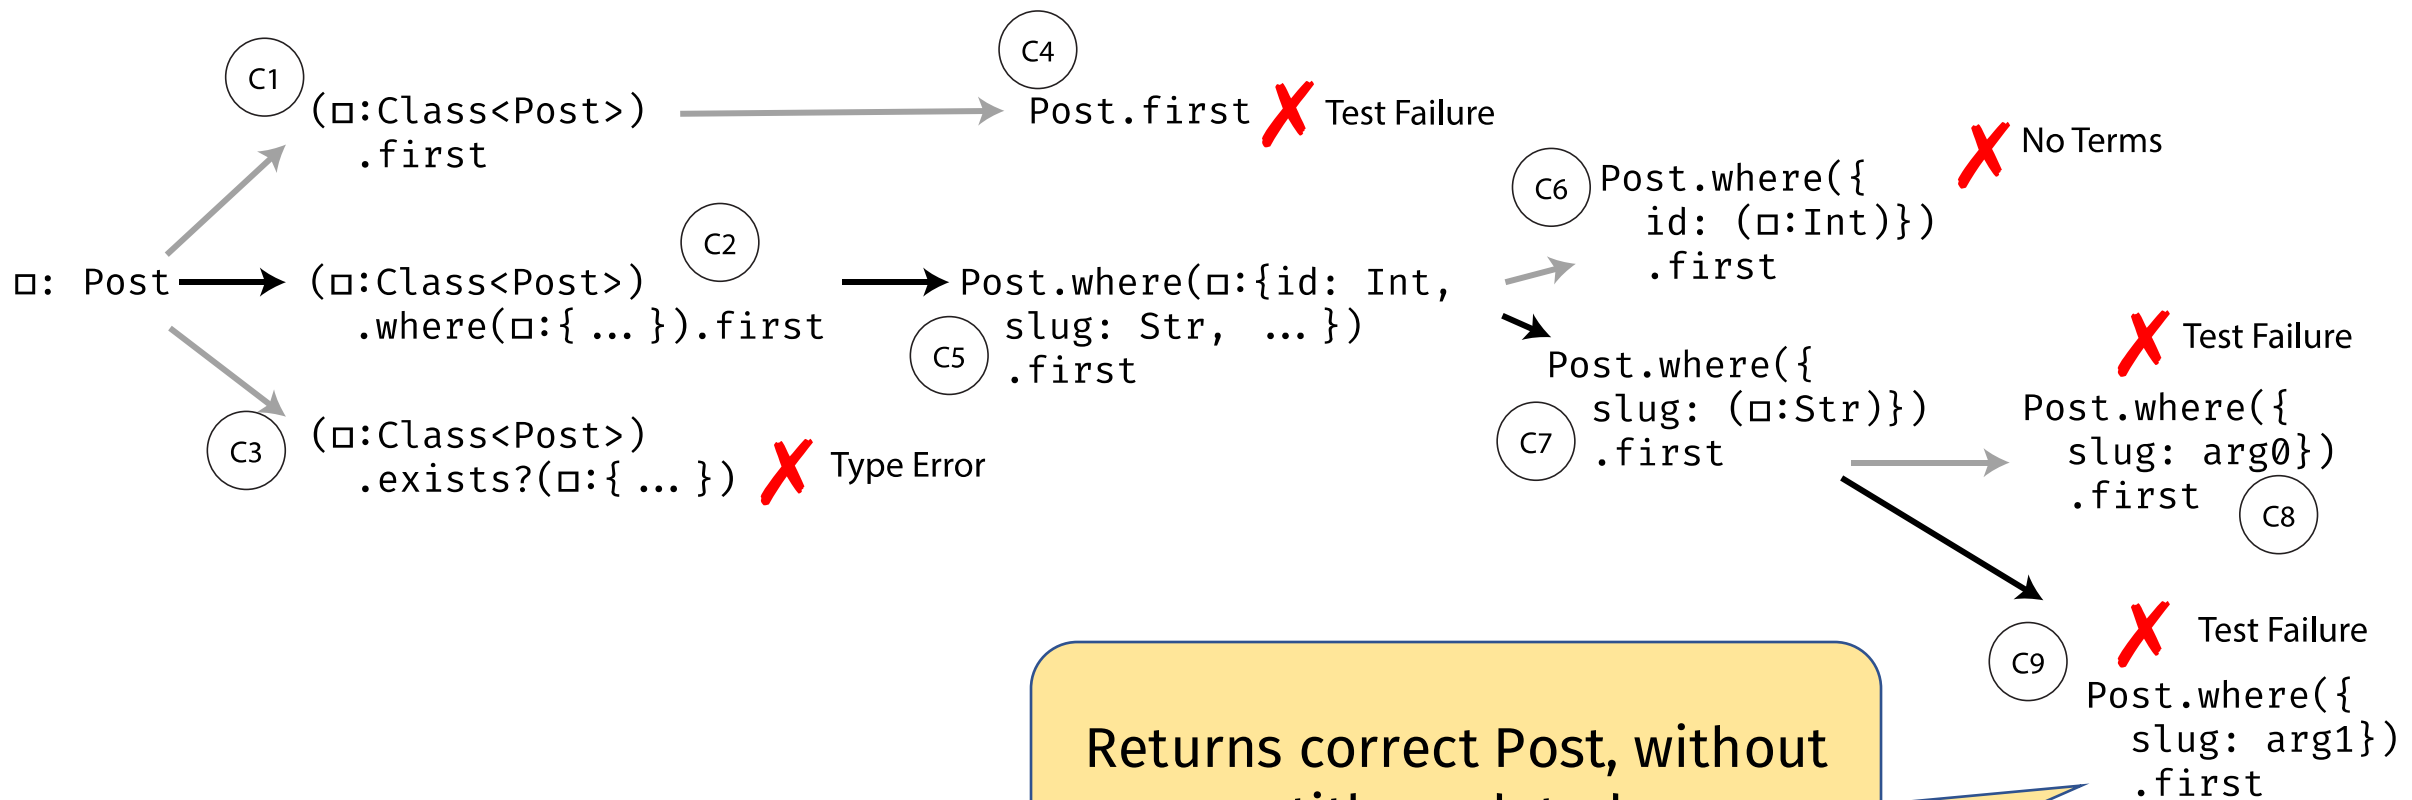 □: Post
C1
(□:Class<Post>)
.first
C2
(□:Class<Post>)
.where(□:{ … }).first
C3
(□:Class<Post>)
.exists?(□:{ … })
Type Error
C4
Post.first
Test Failure
C5
Post.where(□:{id: Int,
slug: Str, … })
.first
C6
Post.where({
id: (□:Int)})
.first
No Terms
C7
Post.where({
slug: (□:Str)})
.first
Test Failure
Post.where({
slug: arg0})
.first
C8
C9
Test Failure
Post.where({
slug: arg1})
.first
Returns correct Post, without